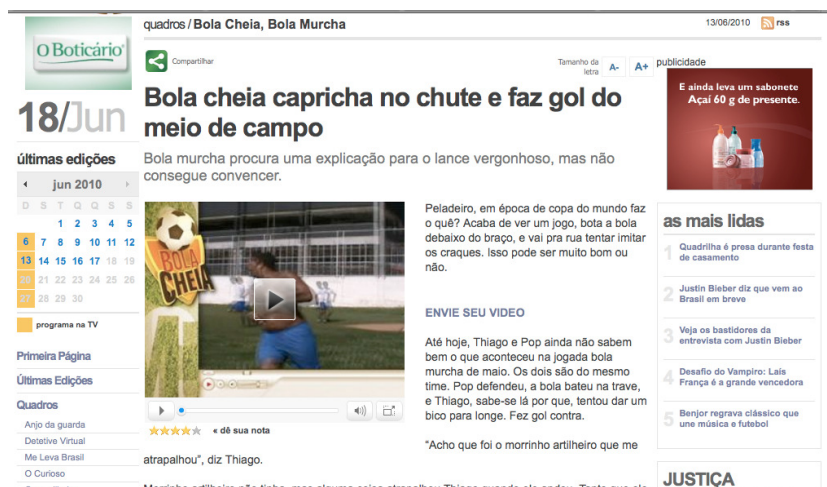 quadros / Bola Cheia, Bola Murcha
13/06/2010 rss
O Boticário
18/Jun
últimas edições
jun 2010
D S T Q Q S S
1 2 3 4 5
6 7 8 9 10 11 12
13 14 15 16 17 18 19
20 21 22 23 24 25 26
27 28 29 30
programa na TV
Primeira Página
Últimas Edições
Quadros
Anjo da guarda
Detetive Virtual
Me Leva Brasil
O Curioso
Compartilhar
Tamanho da
letra
A- A+
Bola cheia capricha no chute e faz gol do
meio de campo
Bola murcha procura uma explicação para o lance vergonhoso, mas não
consegue convencer.
BOLA
CHEIA
« dê sua nota
Peladeiro, em época de copa do mundo faz
o quê? Acaba de ver um jogo, bota a bola
debaixo do braço, e vai pra rua tentar imitar
os craques. Isso pode ser muito bom ou
não.
ENVIE SEU VIDEO
Até hoje, Thiago e Pop ainda não sabem
bem o que aconteceu na jogada bola
murcha de maio. Os dois são do mesmo
time. Pop defendeu, a bola bateu na trave,
e Thiago, sabe-se lá por que, tentou dar um
bico para longe. Fez gol contra.
"Acho que foi o morrinho artilheiro que me
atrapalhou", diz Thiago.
publicidade
E ainda leva um sabonete
Açaí 60 g de presente.
as mais lidas
1 Quadrilha é presa durante festa
de casamento
2 Justin Bieber diz que vem ao
Brasil em breve
3 Veja os bastidores da
entrevista com Justin Bieber
4 Desafio do Vampiro: Laís
França é a grande vencedora
5 Benjor regrava clássico que
une música e futebol
JUSTIÇA